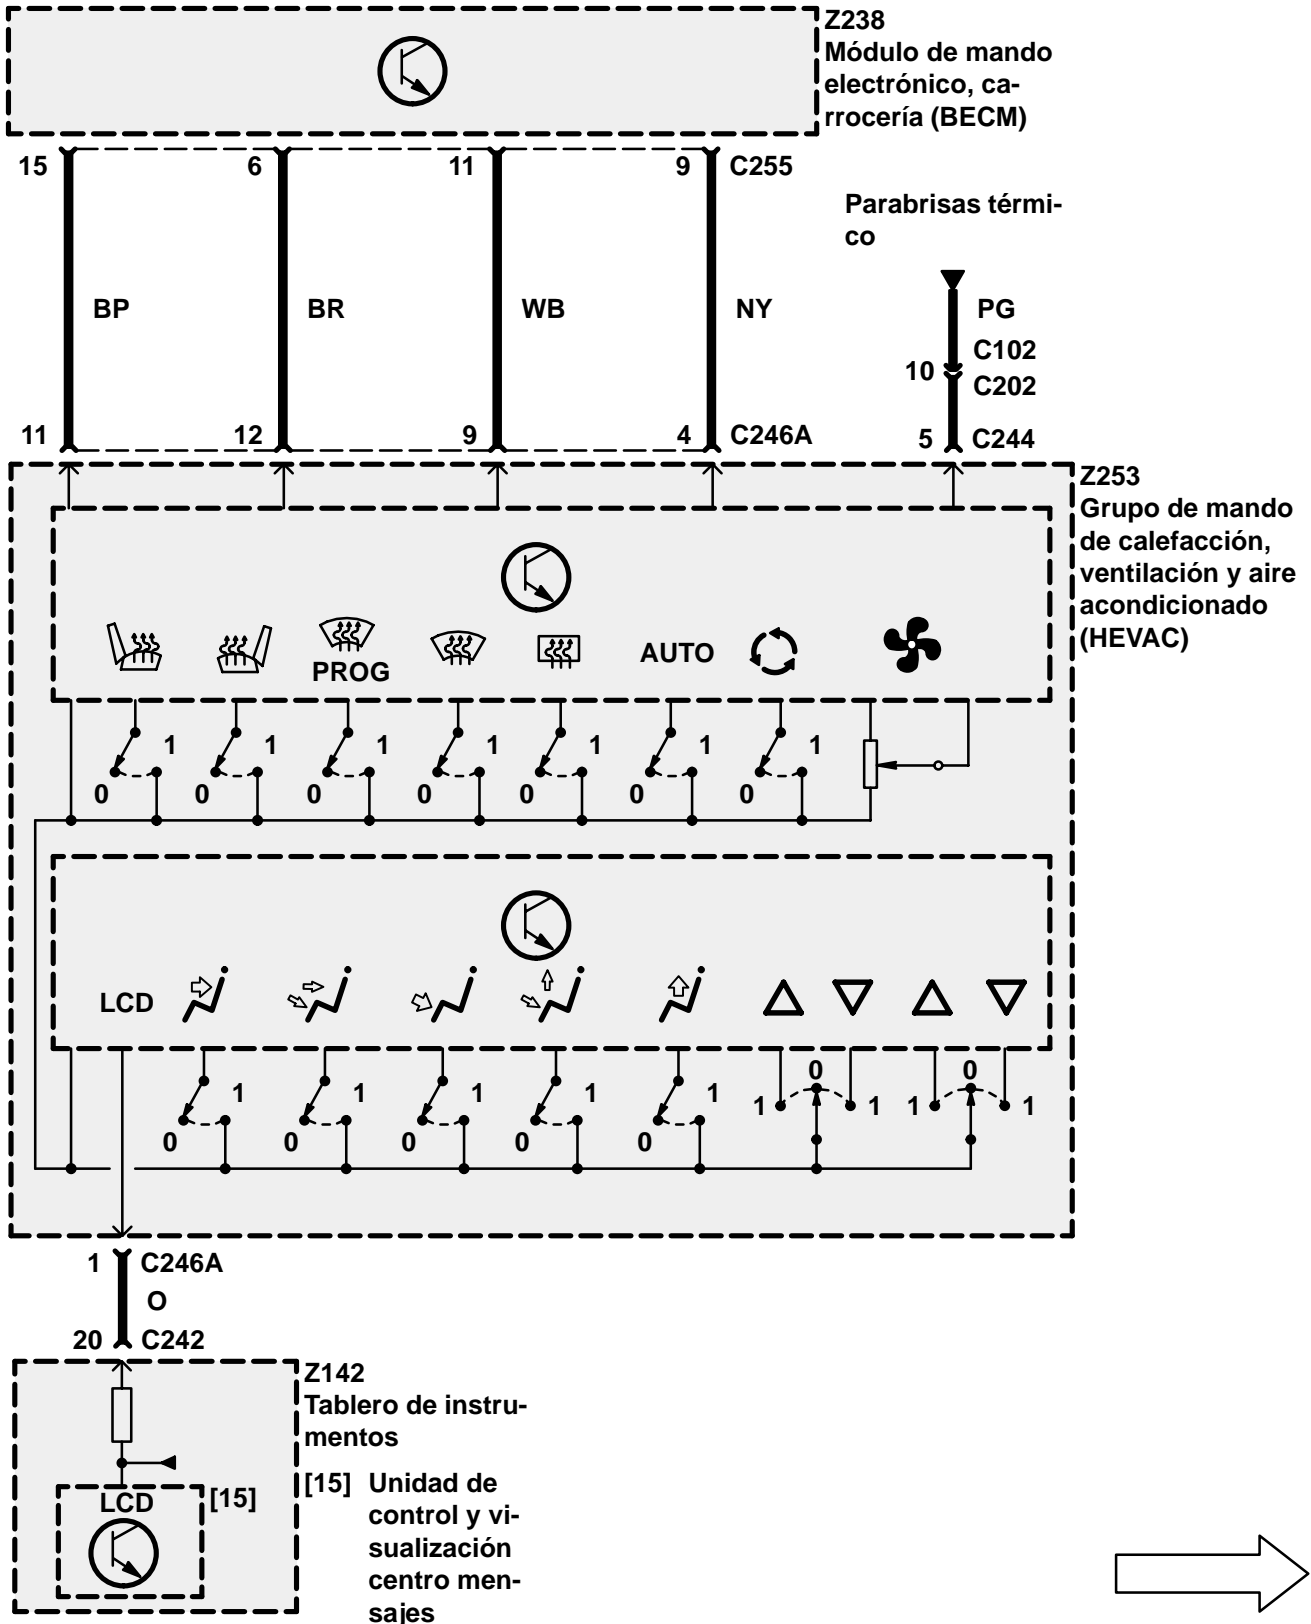 Z238
Módulo de mando
electrónico, ca-
rrocería (BECM)
15 6 11 9 C255
Parabrisas térmi-
co
BP BR WB NY PG
C102
10
C202
11 12 9 4 C246A 5 C244
Z253
Grupo de mando
de calefacción,
ventilación y aire
acondicionado
(HEVAC)
PROG AUTO
1 1 1 1 1 1 1
0 0 0 0 0 0 0
LCD
0 0
1 1 1 1 1 1 1 1 1
0 0 0 0 0
1 C246A
O
20 C242
Z142
Tablero de instru-
mentos
[15] Unidad de
control y vi-
sualización
centro men-
sajes
LCD [15]